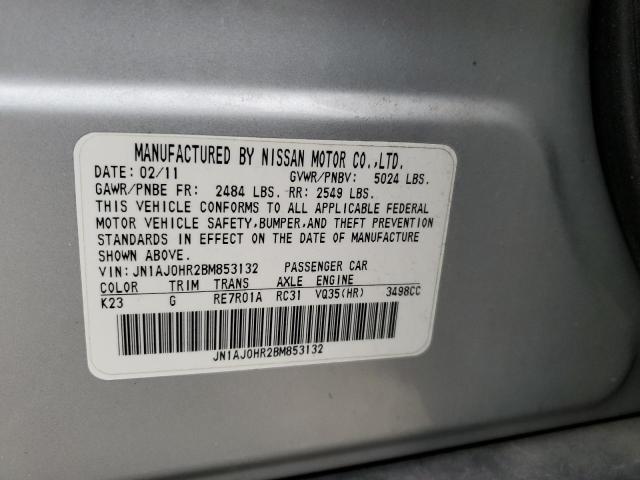 MANUFACTURED BY NISSAN MOTOR CO.,LTD.
DATE: 02/11 GVWR/PNBV: 5024 LBS.
GAWR/PNBE FR: 2484 LBS. RR: 2549 LBS.
THIS VEHICLE CONFORMS TO ALL APPLICABLE FEDERAL
MOTOR VEHICLE SAFETY,BUMPER,AND THEFT PREVENTION
STANDARDS IN EFFECT ON THE DATE OF MANUFACTURE
SHOWN ABOVE.
VIN: JN1AJ0HR2BM853132 PASSENGER CAR
COLOR TRIM TRANS AXLE ENGINE
K23 G RE7R01A RC31 VQ35(HR) 3498CC
JN1AJ0HR2BM853132